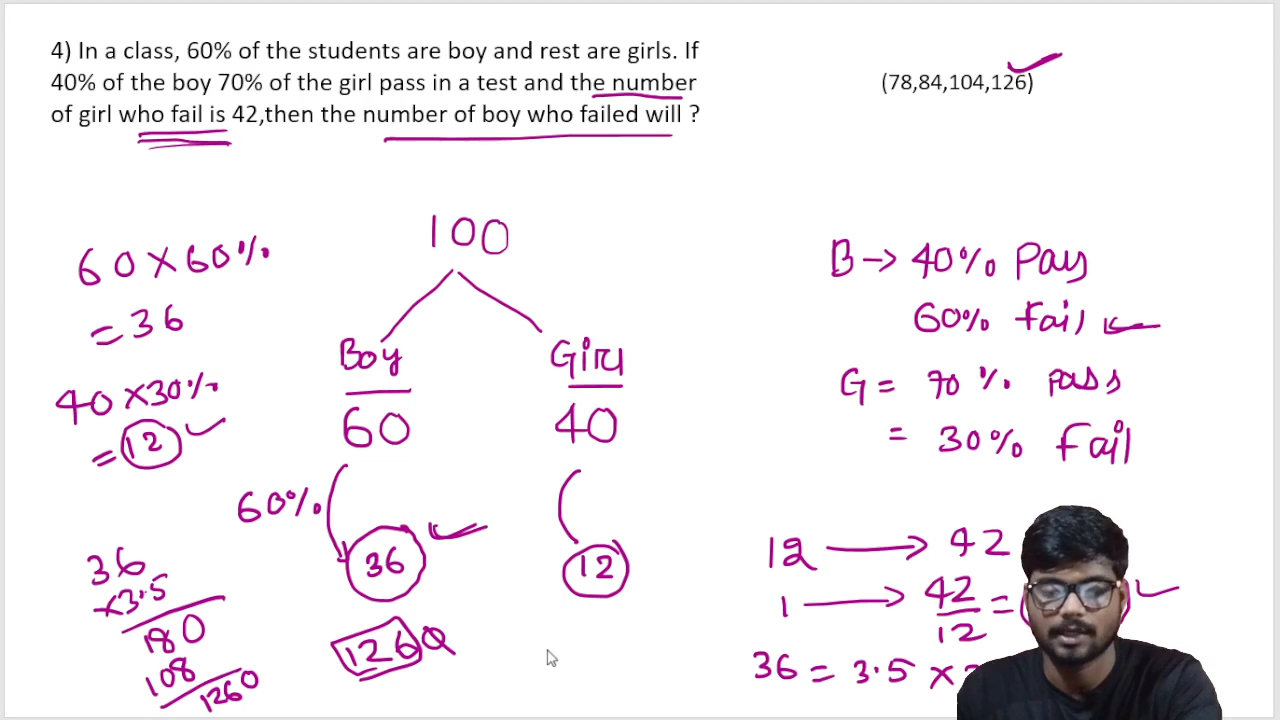 4) In a class, 60% of the students are boy and rest are girls. If
40% of the boy 70% of the girl pass in a test and the number
of girl who fail is 42,then the number of boy who failed will ?
(78,84,104,126)
100
60 × 60%
= 36
40 × 30%
= 12
Boy
60
Girl
40
60%
36
12
126
36
×3.5
180
108
1260
B → 40% Pass
60% Fail
G = 70% pass
= 30% Fail
12 → 42
1 → 42/12 =
36 = 3.5 ×